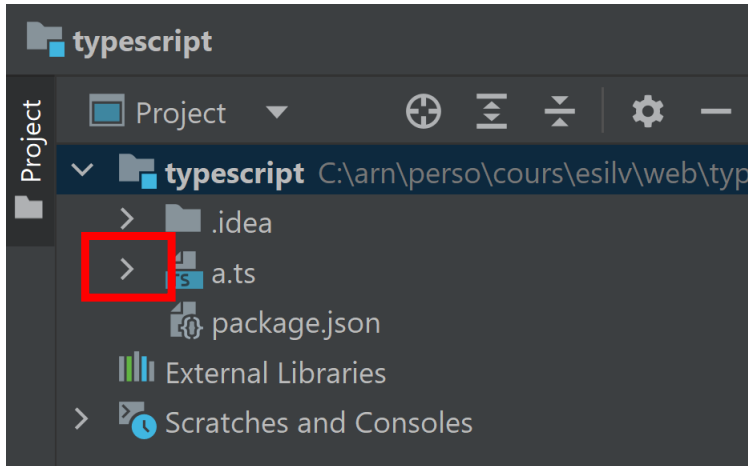 typescript
Project
Project
typescript C:\arn\perso\cours\esilv\web\typ
.idea
TS a.ts
package.json
External Libraries
Scratches and Consoles